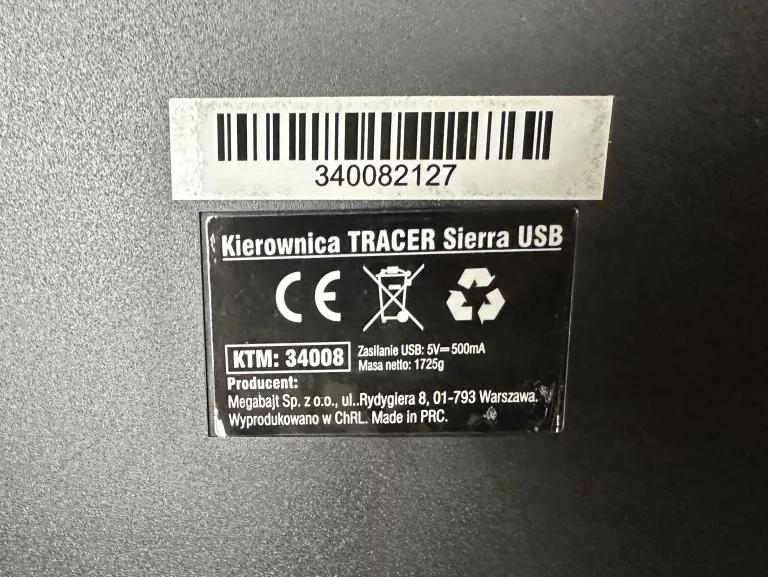 340082127
Kierownica TRACER Sierra USB
CE
KTM: 34008
Zasilanie USB: 5V⎓500mA
Masa netto: 1725g
Producent:
Megabajt Sp. z o.o., ul..Rydygiera 8, 01-793 Warszawa.
Wyprodukowano w ChRL. Made in PRC.